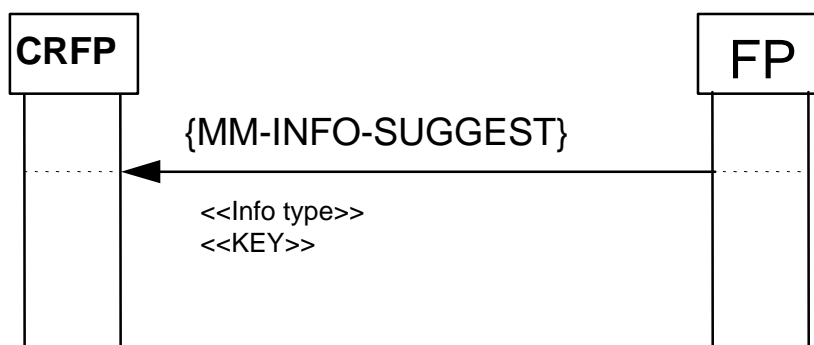 CRFP
FP
{MM-INFO-SUGGEST}
<<Info type>>
<<KEY>>